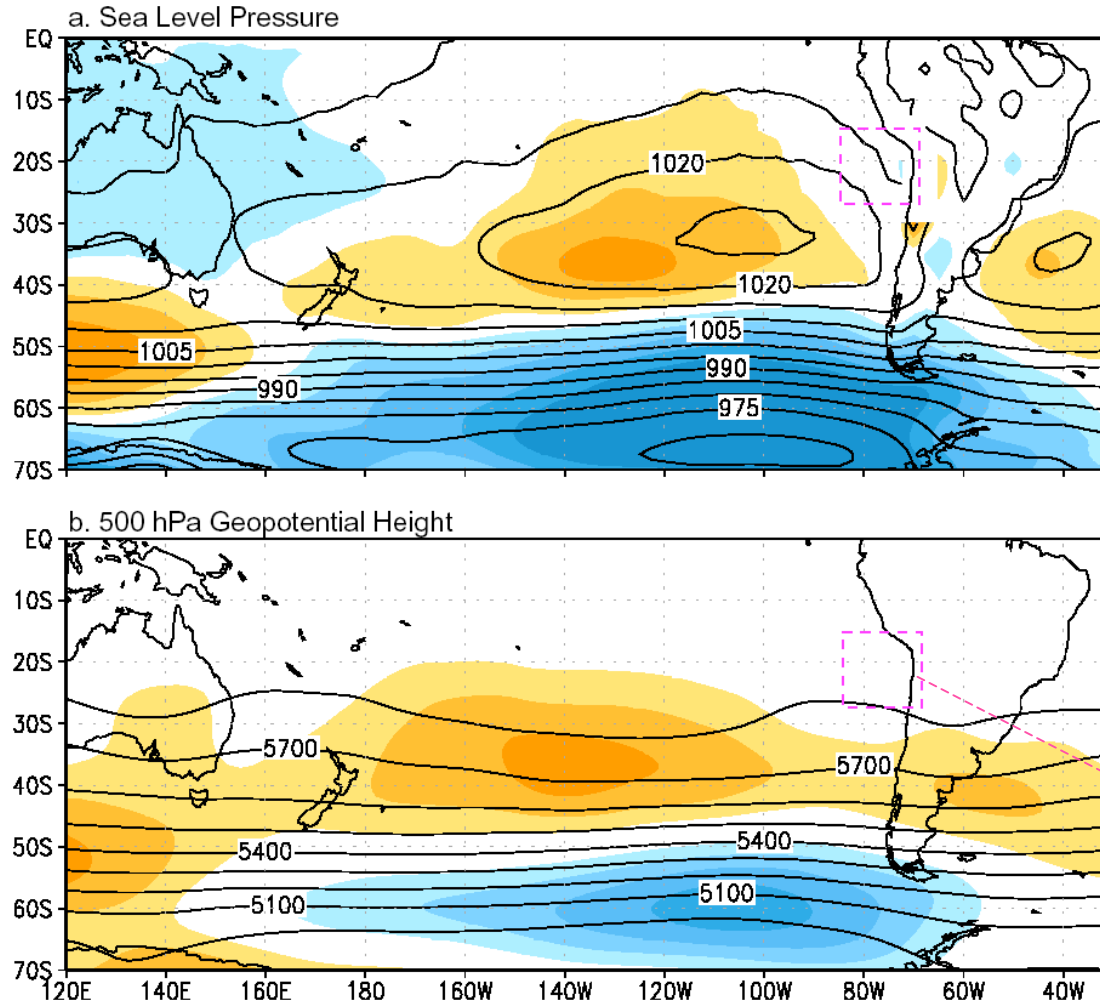 a. Sea Level Pressure
EQ
10S
20S
1020
30S
40S
1020
1005
1005
50S
990
990
60S
975
70S
b. 500 hPa Geopotential Height
EQ
10S
20S
30S
5700
5700
40S
5400
5400
50S
5100
5100
60S
70S
120E 140E 160E 180 160W 140W 120W 100W 80W 60W 40W